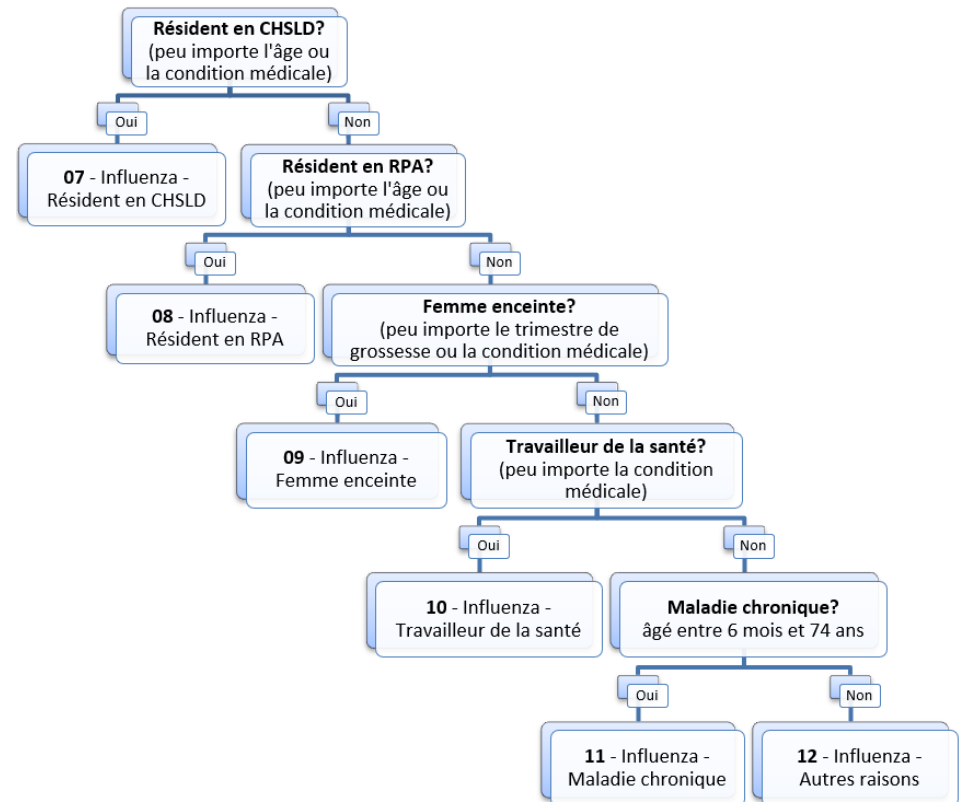 Résident en CHSLD?
(peu importe l'âge ou
la condition médicale)
Oui
Non
07 - Influenza -
Résident en CHSLD
Résident en RPA?
(peu importe l'âge ou
la condition médicale)
Oui
Non
08 - Influenza -
Résident en RPA
Femme enceinte?
(peu importe le trimestre de
grossesse ou la condition médicale)
Oui
Non
09 - Influenza -
Femme enceinte
Travailleur de la santé?
(peu importe la condition
médicale)
Oui
Non
10 - Influenza -
Travailleur de la santé
Maladie chronique?
âgé entre 6 mois et 74 ans
Oui
Non
11 - Influenza -
Maladie chronique
12 - Influenza -
Autres raisons